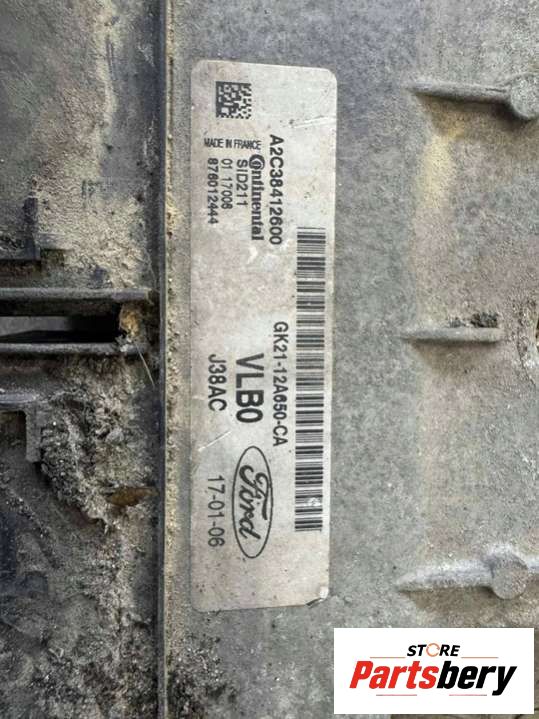 A2C38412600
MADE IN FRANCE
Continental
SID211
01 17006
876012444
GK21-12A650-CA
VLB0
J38AC
Ford
17-01-06
STORE
Partsbery